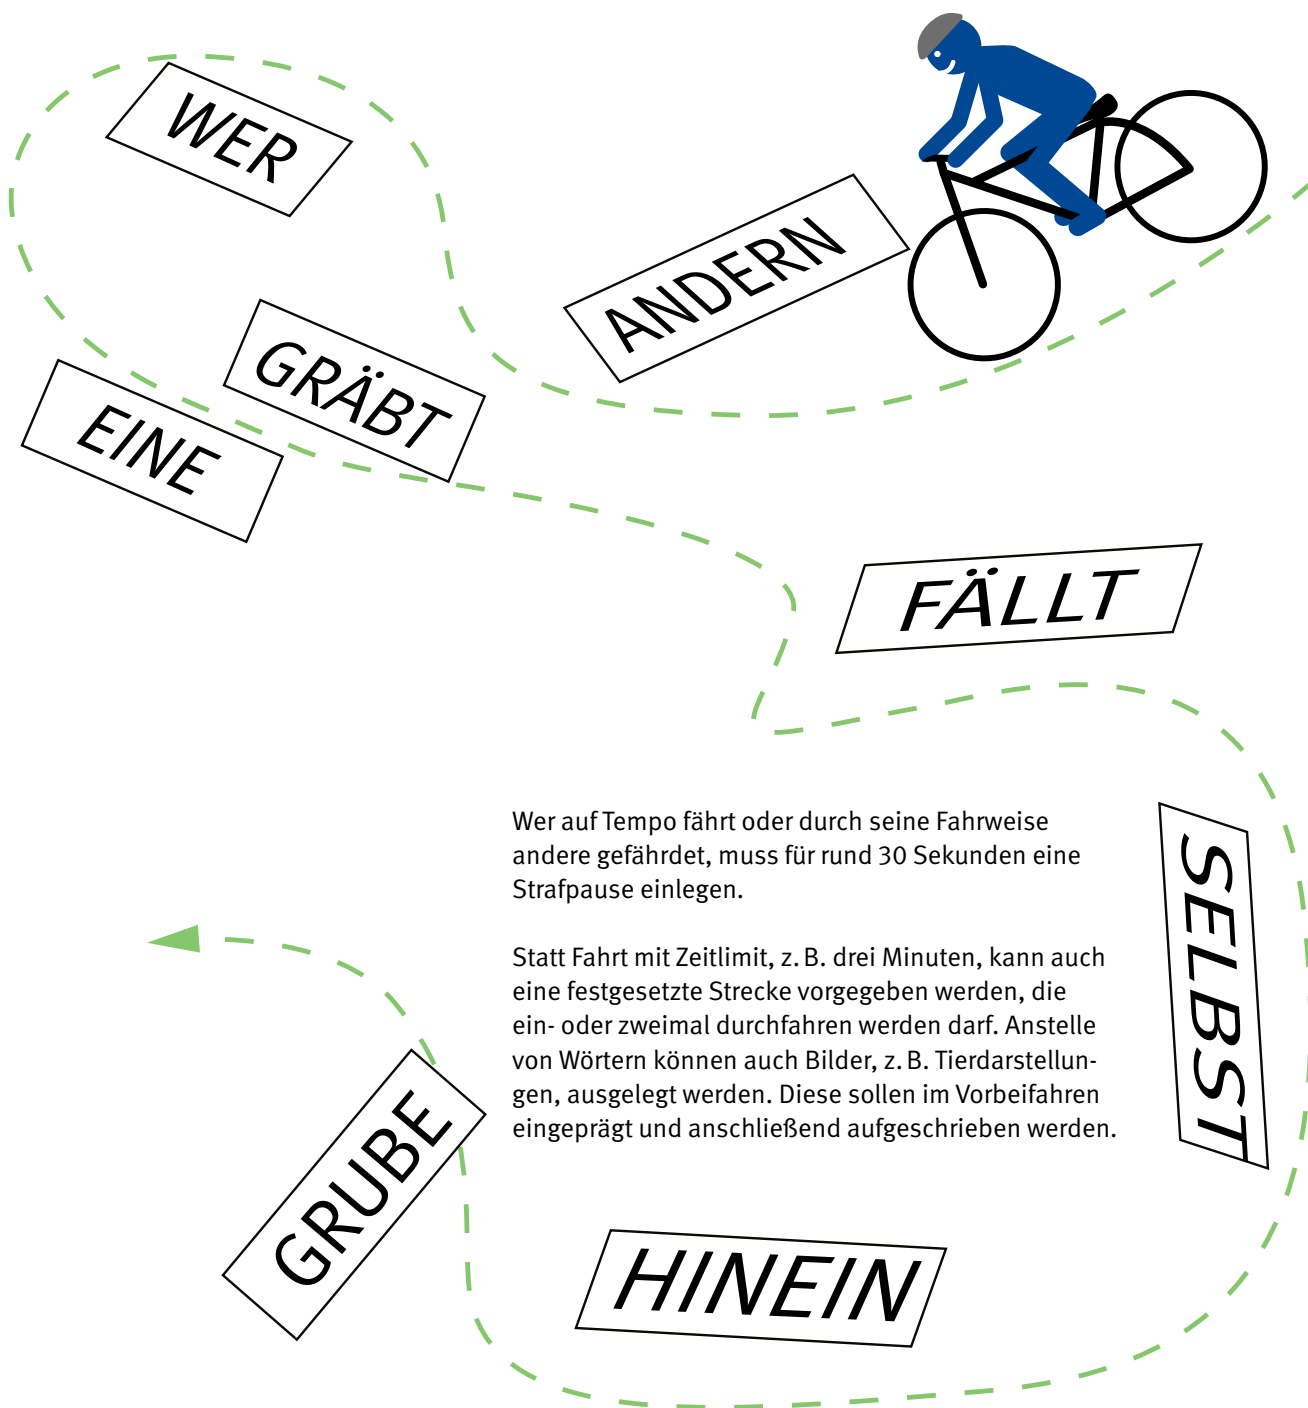 WER
ANDERN
GRÄBT
EINE
FÄLLT
Wer auf Tempo fährt oder durch seine Fahrweise
andere gefährdet, muss für rund 30 Sekunden eine
Strafpause einlegen.
Statt Fahrt mit Zeitlimit, z. B. drei Minuten, kann auch
eine festgesetzte Strecke vorgegeben werden, die
ein- oder zweimal durchfahren werden darf. Anstelle
von Wörtern können auch Bilder, z. B. Tierdarstellun-
gen, ausgelegt werden. Diese sollen im Vorbeifahren
eingeprägt und anschließend aufgeschrieben werden.
SELBST
GRUBE
HINEIN